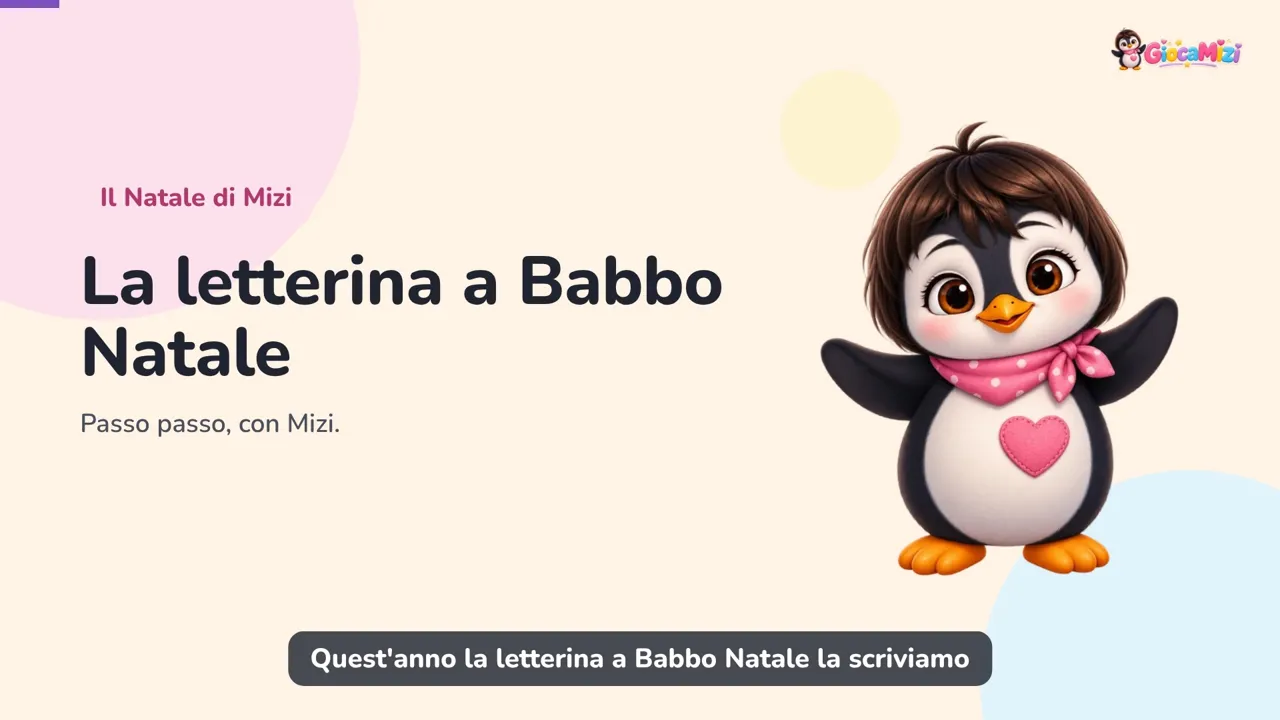 GiocaMizi
Il Natale di Mizi
La letterina a Babbo
Natale
Passo passo, con Mizi.
Quest'anno la letterina a Babbo Natale la scriviamo